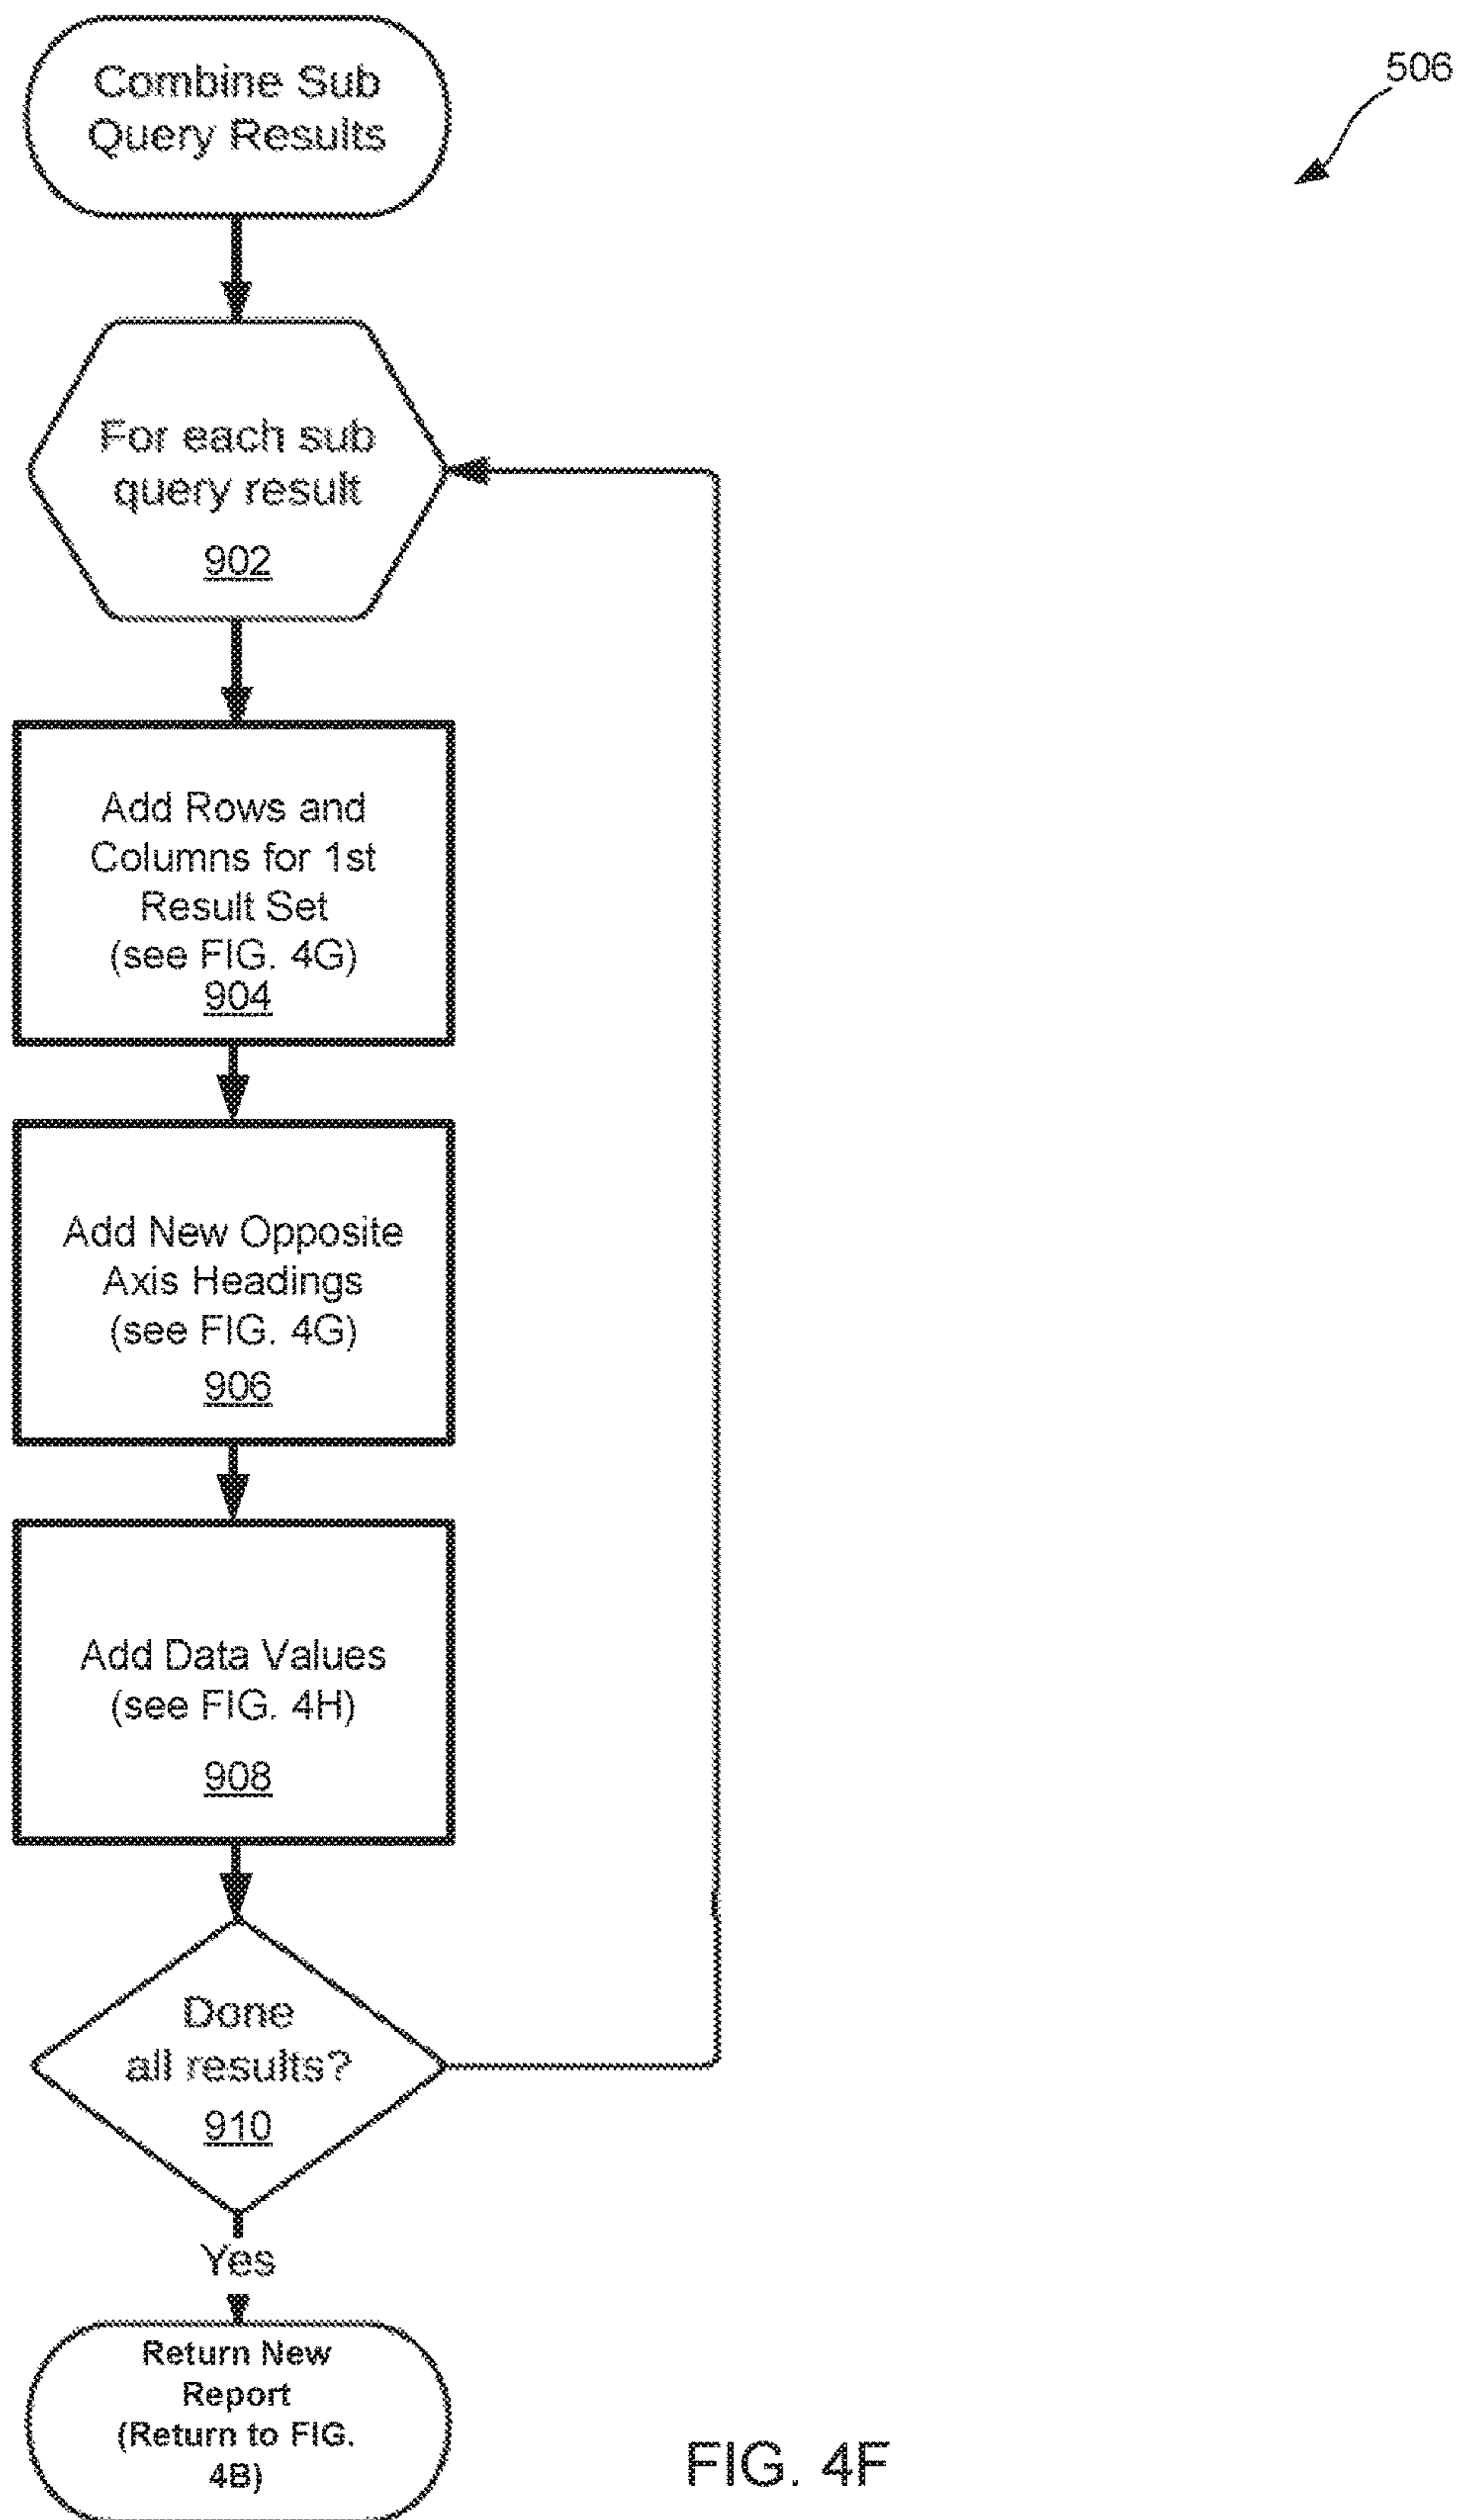 506
Combine Sub
Query Results
For each sub
query result
902
Add Rows and
Columns for 1st
Result Set
(see FIG. 4G)
904
Add New Opposite
Axis Headings
(see FIG. 4G)
906
Add Data Values
(see FIG. 4H)
908
Done
all results?
910
Yes
Return New
Report
(Return to FIG.
4B)
FIG. 4F